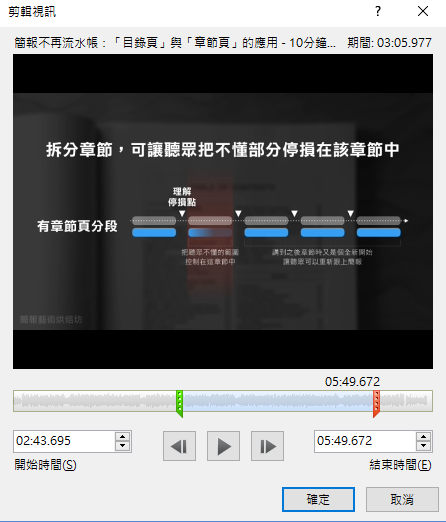 剪輯視訊
? ×
簡報不再流水帳：「目錄頁」與「章節頁」的應用 - 10分鐘... 期間: 03:05.977
拆分章節，可讓聽眾把不懂部分停損在該章節中
理解
停損點
有章節頁分段
把聽眾不懂的範圍
控制在這章節中
講到之後章節時又是個全新開始
讓聽眾可以重新跟上簡報
簡報藝術烘焙坊
05:49.672
02:43.695
05:49.672
開始時間(S)
結束時間(E)
確定
取消